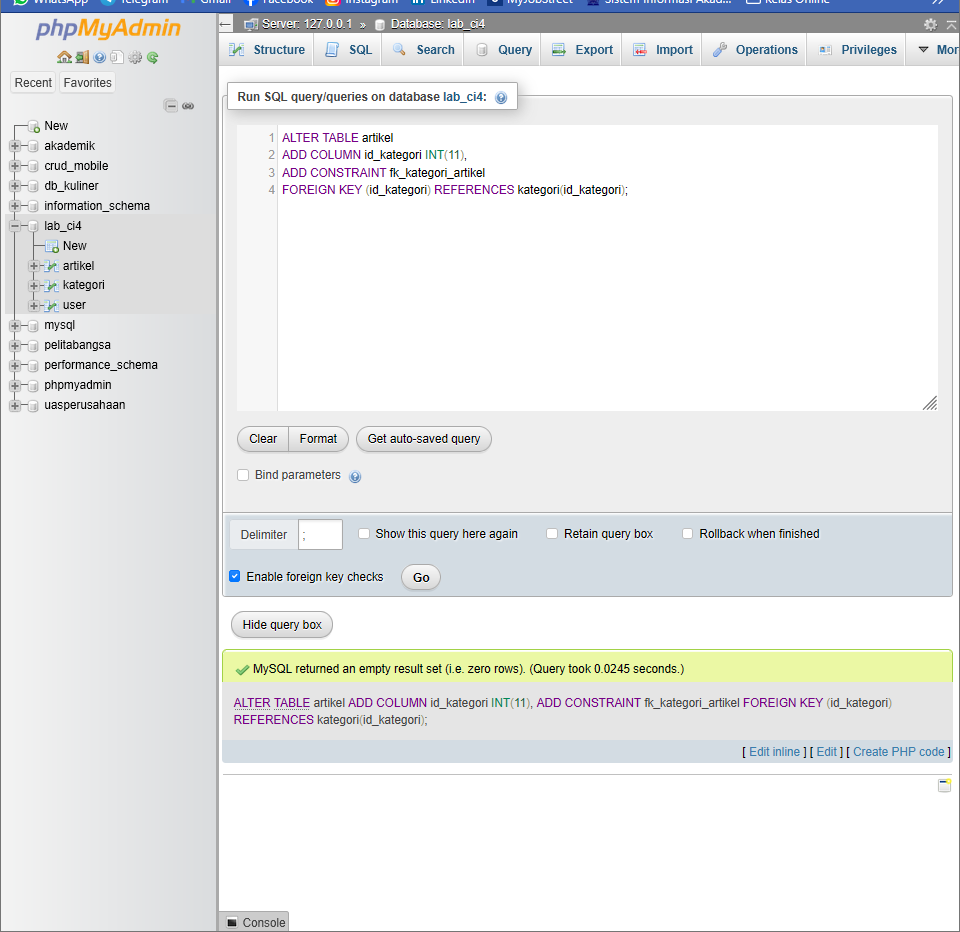 WhatsApp Telegram Gmail Facebook Instagram LinkedIn MyJobStreet Sistem Informasi Akad... Kelas Online
phpMyAdmin
Recent Favorites
New
akademik
crud_mobile
db_kuliner
information_schema
lab_ci4
New
artikel
kategori
user
mysql
pelitabangsa
performance_schema
phpmyadmin
uasperusahaan
Server: 127.0.0.1 » Database: lab_ci4
Structure SQL Search Query Export Import Operations Privileges Mor
Run SQL query/queries on database lab_ci4:
1 ALTER TABLE artikel
2 ADD COLUMN id_kategori INT(11),
3 ADD CONSTRAINT fk_kategori_artikel
4 FOREIGN KEY (id_kategori) REFERENCES kategori(id_kategori);
Clear Format Get auto-saved query
Bind parameters
Delimiter ; Show this query here again Retain query box Rollback when finished
Enable foreign key checks Go
Hide query box
MySQL returned an empty result set (i.e. zero rows). (Query took 0.0245 seconds.)
ALTER TABLE artikel ADD COLUMN id_kategori INT(11), ADD CONSTRAINT fk_kategori_artikel FOREIGN KEY (id_kategori)
REFERENCES kategori(id_kategori);
[ Edit inline ] [ Edit ] [ Create PHP code ]
Console